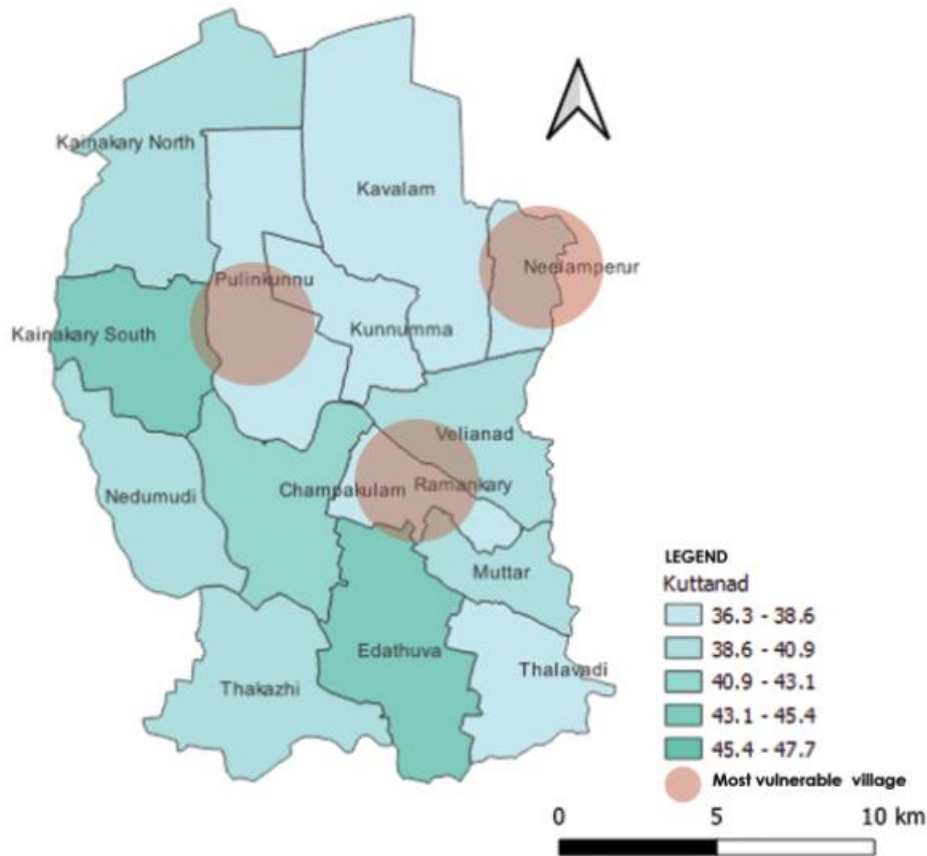 Kainakary North
Kavalam
Neelamperur
Pulinkunnu
Kainakary South
Kunnumma
Velianad
Nedumudi
Champakulam
Ramankary
Muttar
Edathuva
Thalavadi
Thakazhi
LEGEND
Kuttanad
36.3 - 38.6
38.6 - 40.9
40.9 - 43.1
43.1 - 45.4
45.4 - 47.7
Most vulnerable village
0 5 10 km